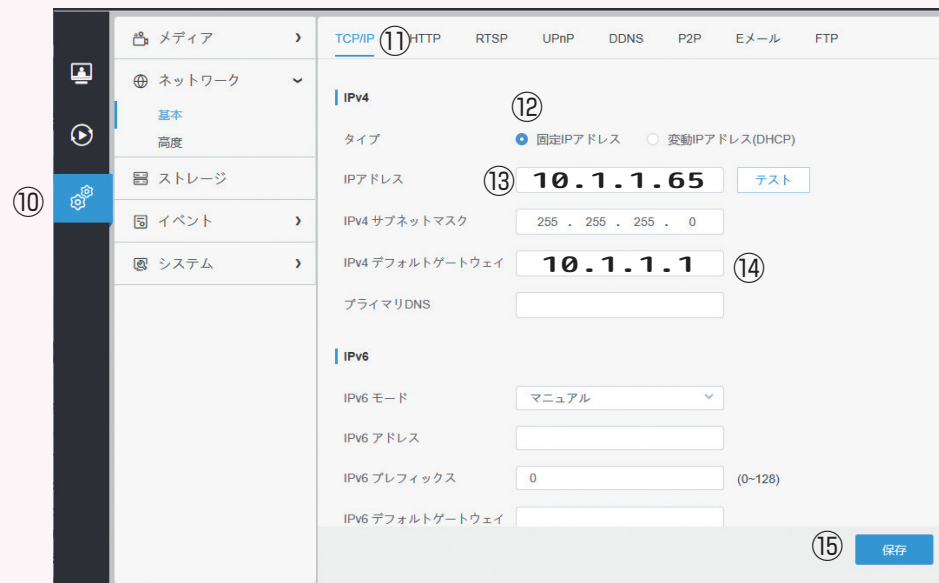 メディア
ネットワーク
基本
高度
ストレージ
イベント
システム
⑩
TCP/IP ⑪ HTTP RTSP UPnP DDNS P2P Eメール FTP
IPv4
⑫
タイプ 固定IPアドレス 変動IPアドレス(DHCP)
IPアドレス ⑬ 10.1.1.65 テスト
IPv4 サブネットマスク 255 . 255 . 255 . 0
IPv4 デフォルトゲートウェイ 10.1.1.1 ⑭
プライマリDNS
IPv6
IPv6 モード マニュアル
IPv6 アドレス
IPv6 プレフィックス 0 (0~128)
IPv6 デフォルトゲートウェイ
⑮ 保存